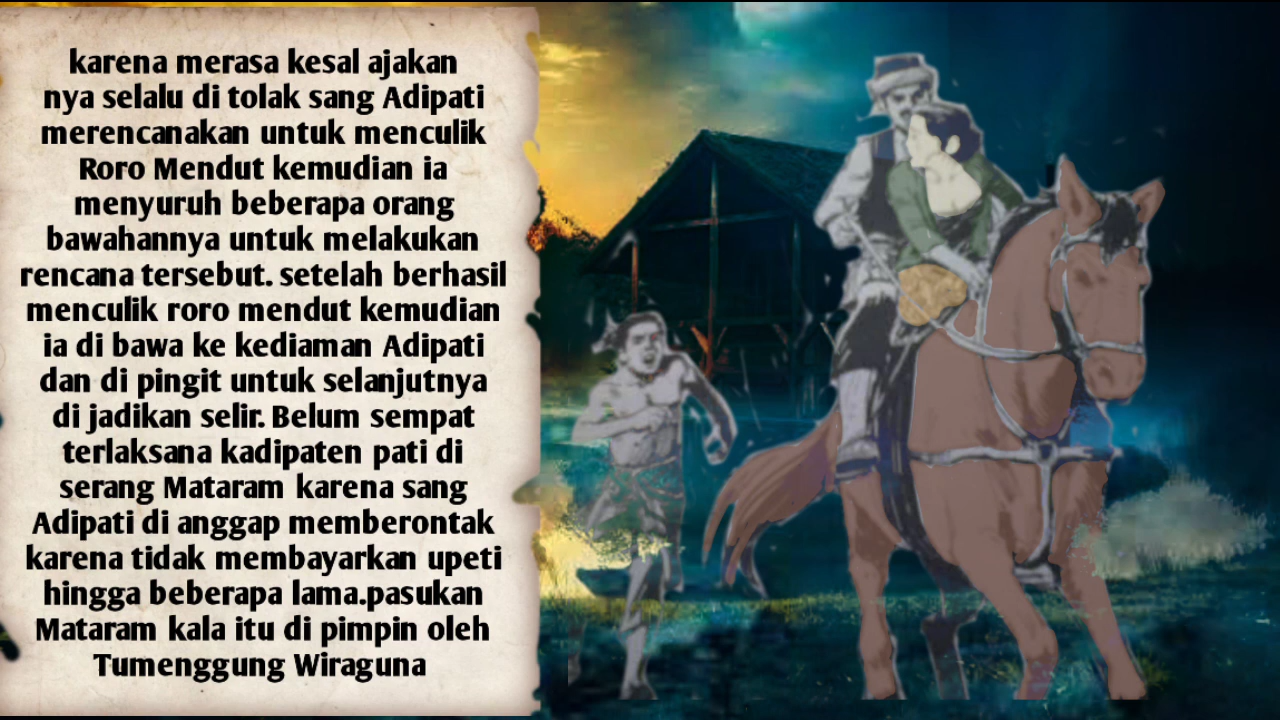 karena merasa kesal ajakan
nya selalu di tolak sang Adipati
merencanakan untuk menculik
Roro Mendut kemudian ia
menyuruh beberapa orang
bawahannya untuk melakukan
rencana tersebut. setelah berhasil
menculik roro mendut kemudian
ia di bawa ke kediaman Adipati
dan di pingit untuk selanjutnya
di jadikan selir. Belum sempat
terlaksana kadipaten pati di
serang Mataram karena sang
Adipati di anggap memberontak
karena tidak membayarkan upeti
hingga beberapa lama.pasukan
Mataram kala itu di pimpin oleh
Tumenggung Wiraguna